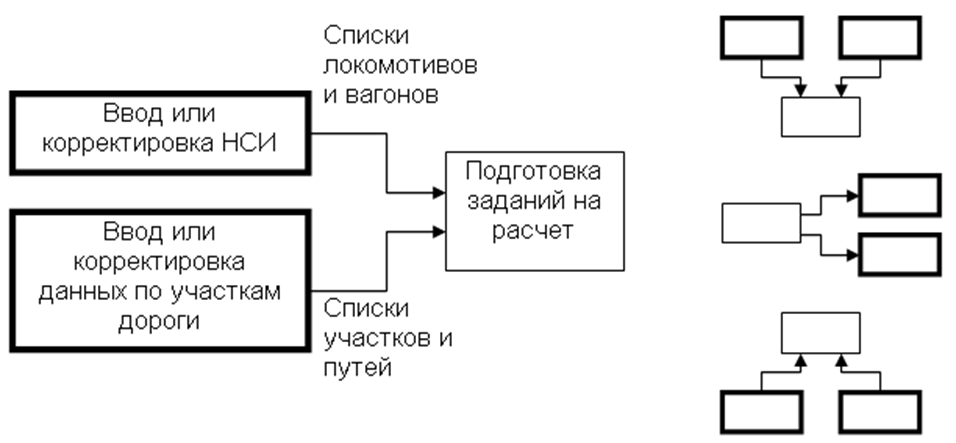 Списки
локомотивов
и вагонов
Ввод или
корректировка НСИ
Подготовка
заданий на
расчет
Ввод или
корректировка
данных по участкам
дороги
Списки
участков и
путей